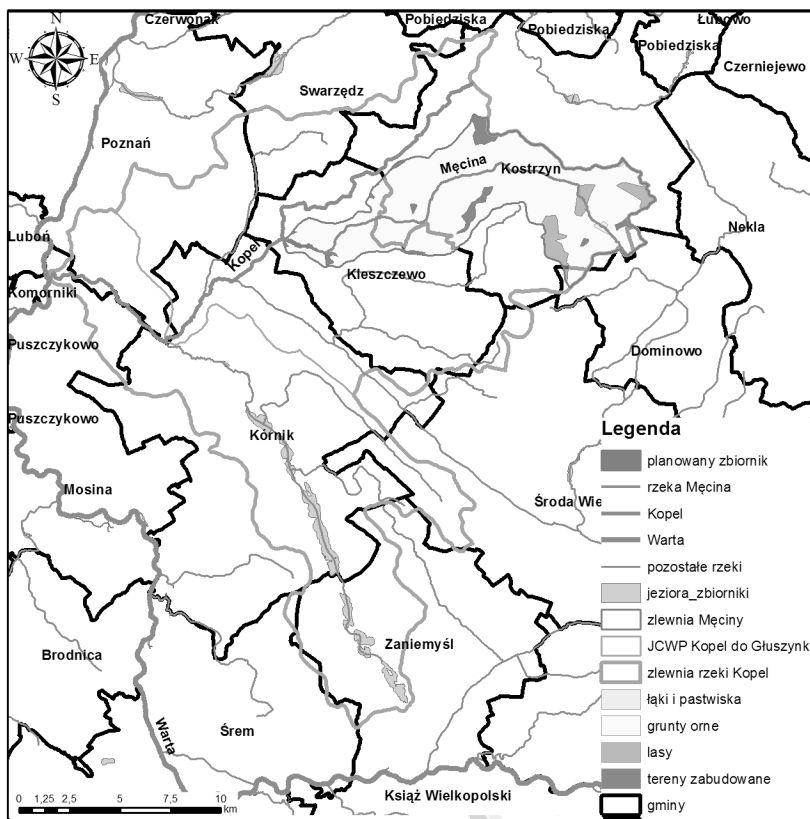 N
W E
S
Czerwonak
Pobiedziska
Pobiedziska
Łubowo
Pobiedziska
Czerniejewo
Swarzędz
Poznań
Męcina
Kostrzyn
Nekla
Luboń
Kopel
Kleszczewo
Komorniki
Puszczykowo
Dominowo
Puszczykowo
Kórnik
Mosina
Środa Wie
Brodnica
Zaniemyśl
Warta
Śrem
Książ Wielkopolski
Legenda
planowany zbiornik
rzeka Męcina
Kopel
Warta
pozostałe rzeki
jeziora_zbiorniki
zlewnia Męciny
JCWP Kopel do Głuszynk
zlewnia rzeki Kopel
łąki i pastwiska
grunty orne
lasy
tereny zabudowane
gminy
0 1,25 2,5 5 7,5 10
km